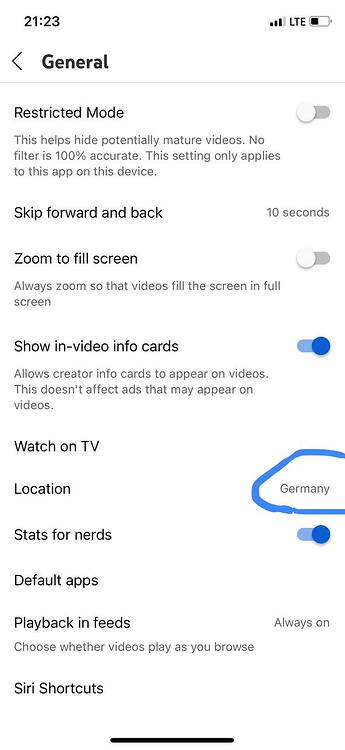 21:23 LTE
General
Restricted Mode
This helps hide potentially mature videos. No
filter is 100% accurate. This setting only applies
to this app on this device.
Skip forward and back 10 seconds
Zoom to fill screen
Always zoom so that videos fill the screen in full
screen
Show in-video info cards
Allows creator info cards to appear on videos.
This doesn't affect ads that may appear on
videos.
Watch on TV
Location Germany
Stats for nerds
Default apps
Playback in feeds Always on
Choose whether videos play as you browse
Siri Shortcuts